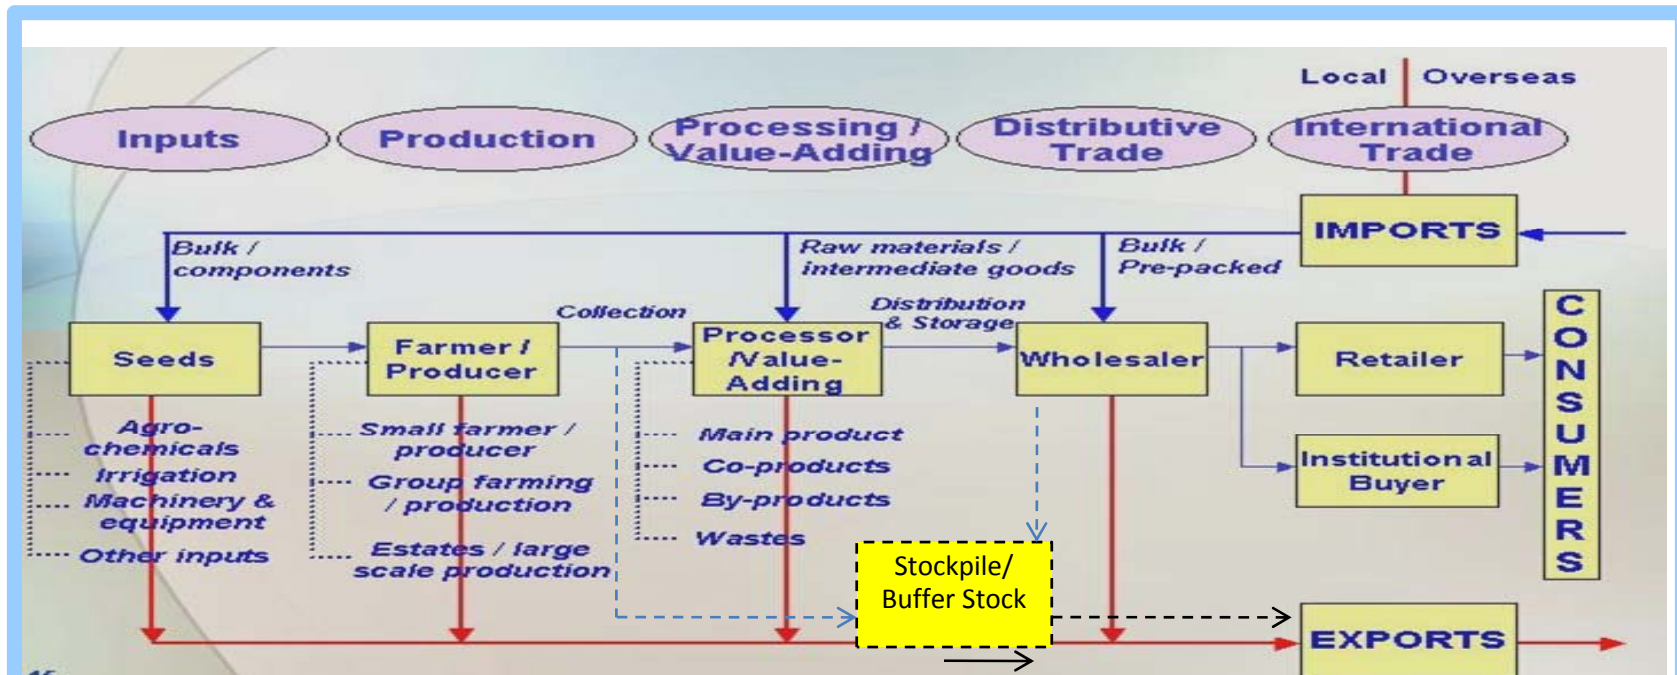 Local
Overseas
Inputs
Production
Processing /
Value-Adding
Distributive
Trade
International
Trade
IMPORTS
Bulk /
components
Raw materials /
intermediate goods
Bulk /
Pre-packed
Collection
Distribution
& Storage
Seeds
Farmer /
Producer
Processor
/Value-
Adding
Wholesaler
Retailer
CONSUMERS
Agro-
chemicals
Irrigation
Machinery &
equipment
Other inputs
Small farmer /
producer
Group farming
/ production
Estates / large
scale production
Main product
Co-products
By-products
Wastes
Institutional
Buyer
Stockpile/
Buffer Stock
EXPORTS